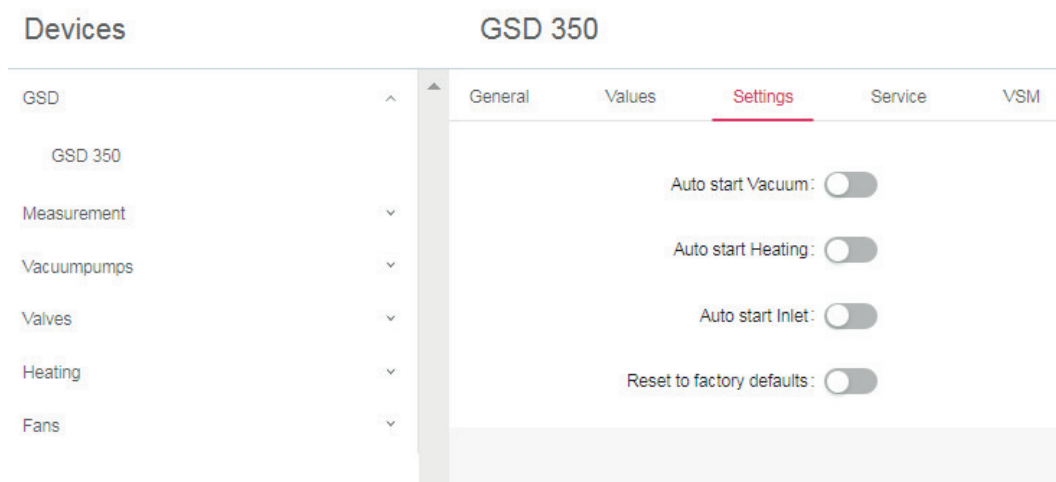 Devices
GSD 350
GSD
GSD 350
Measurement
Vacuumpumps
Valves
Heating
Fans
General Values Settings Service VSM
Auto start Vacuum:
Auto start Heating:
Auto start Inlet:
Reset to factory defaults: